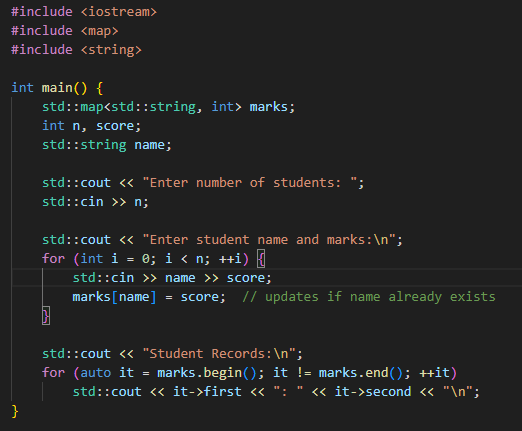 #include <iostream>
#include <map>
#include <string>

int main() {
    std::map<std::string, int> marks;
    int n, score;
    std::string name;

    std::cout << "Enter number of students: ";
    std::cin >> n;

    std::cout << "Enter student name and marks:\n";
    for (int i = 0; i < n; ++i) {
        std::cin >> name >> score;
        marks[name] = score;  // updates if name already exists
    }

    std::cout << "Student Records:\n";
    for (auto it = marks.begin(); it != marks.end(); ++it)
        std::cout << it->first << ": " << it->second << "\n";
}